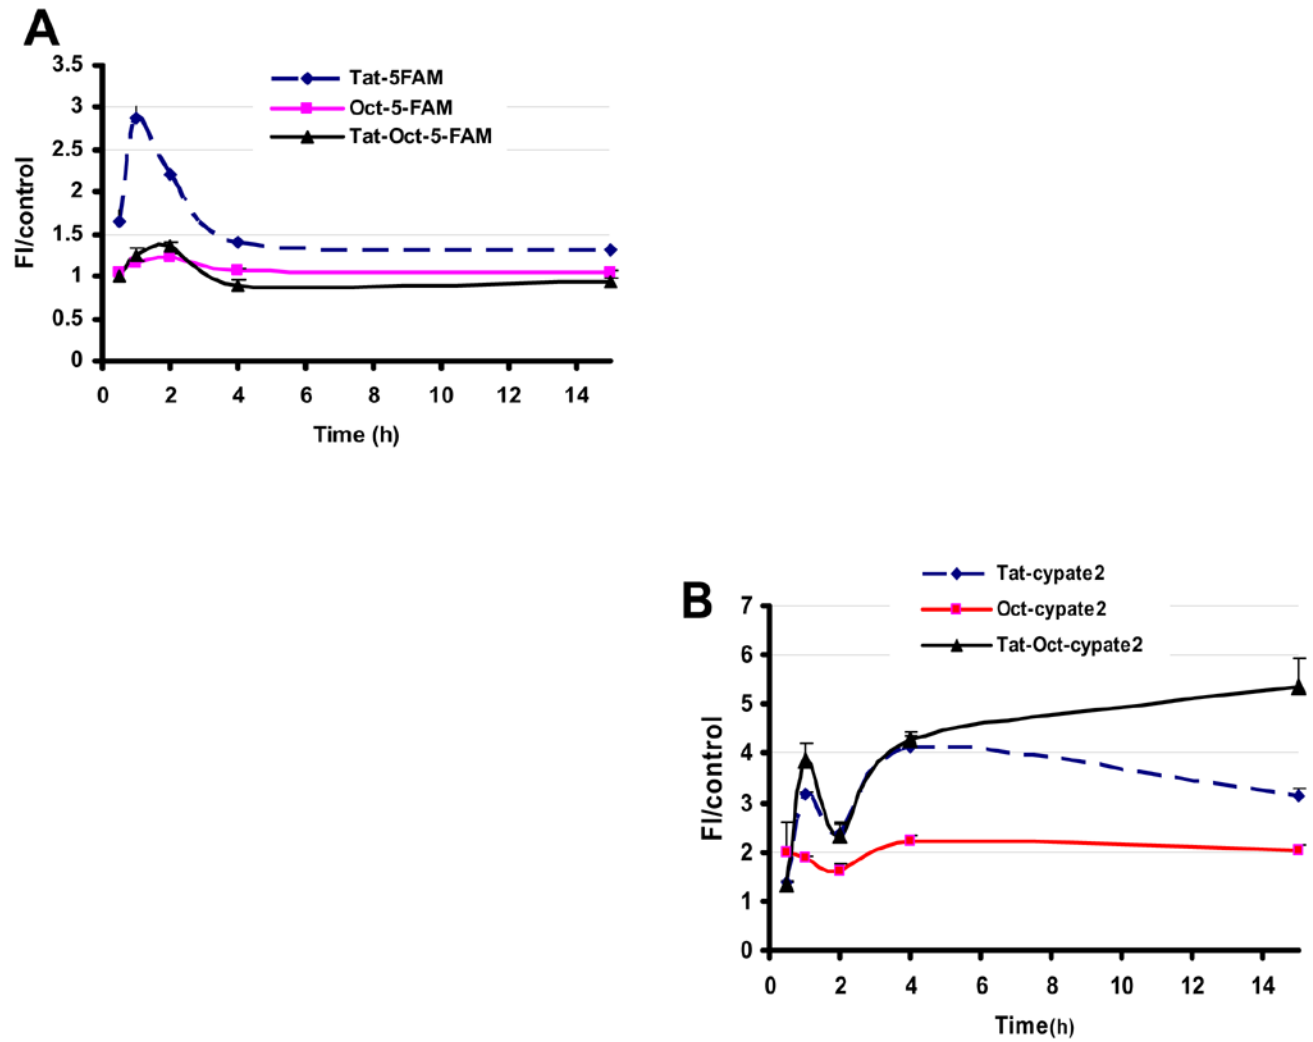 A
3.5
3
2.5
2
1.5
1
0.5
0
FI/control
Tat-5FAM
Oct-5-FAM
Tat-Oct-5-FAM
0 2 4 6 8 10 12 14
Time (h)
B
Tat-cypate2
Oct-cypate2
Tat-Oct-cypate2
7
6
5
4
3
2
1
0
FI/control
0 2 4 6 8 10 12 14
Time(h)